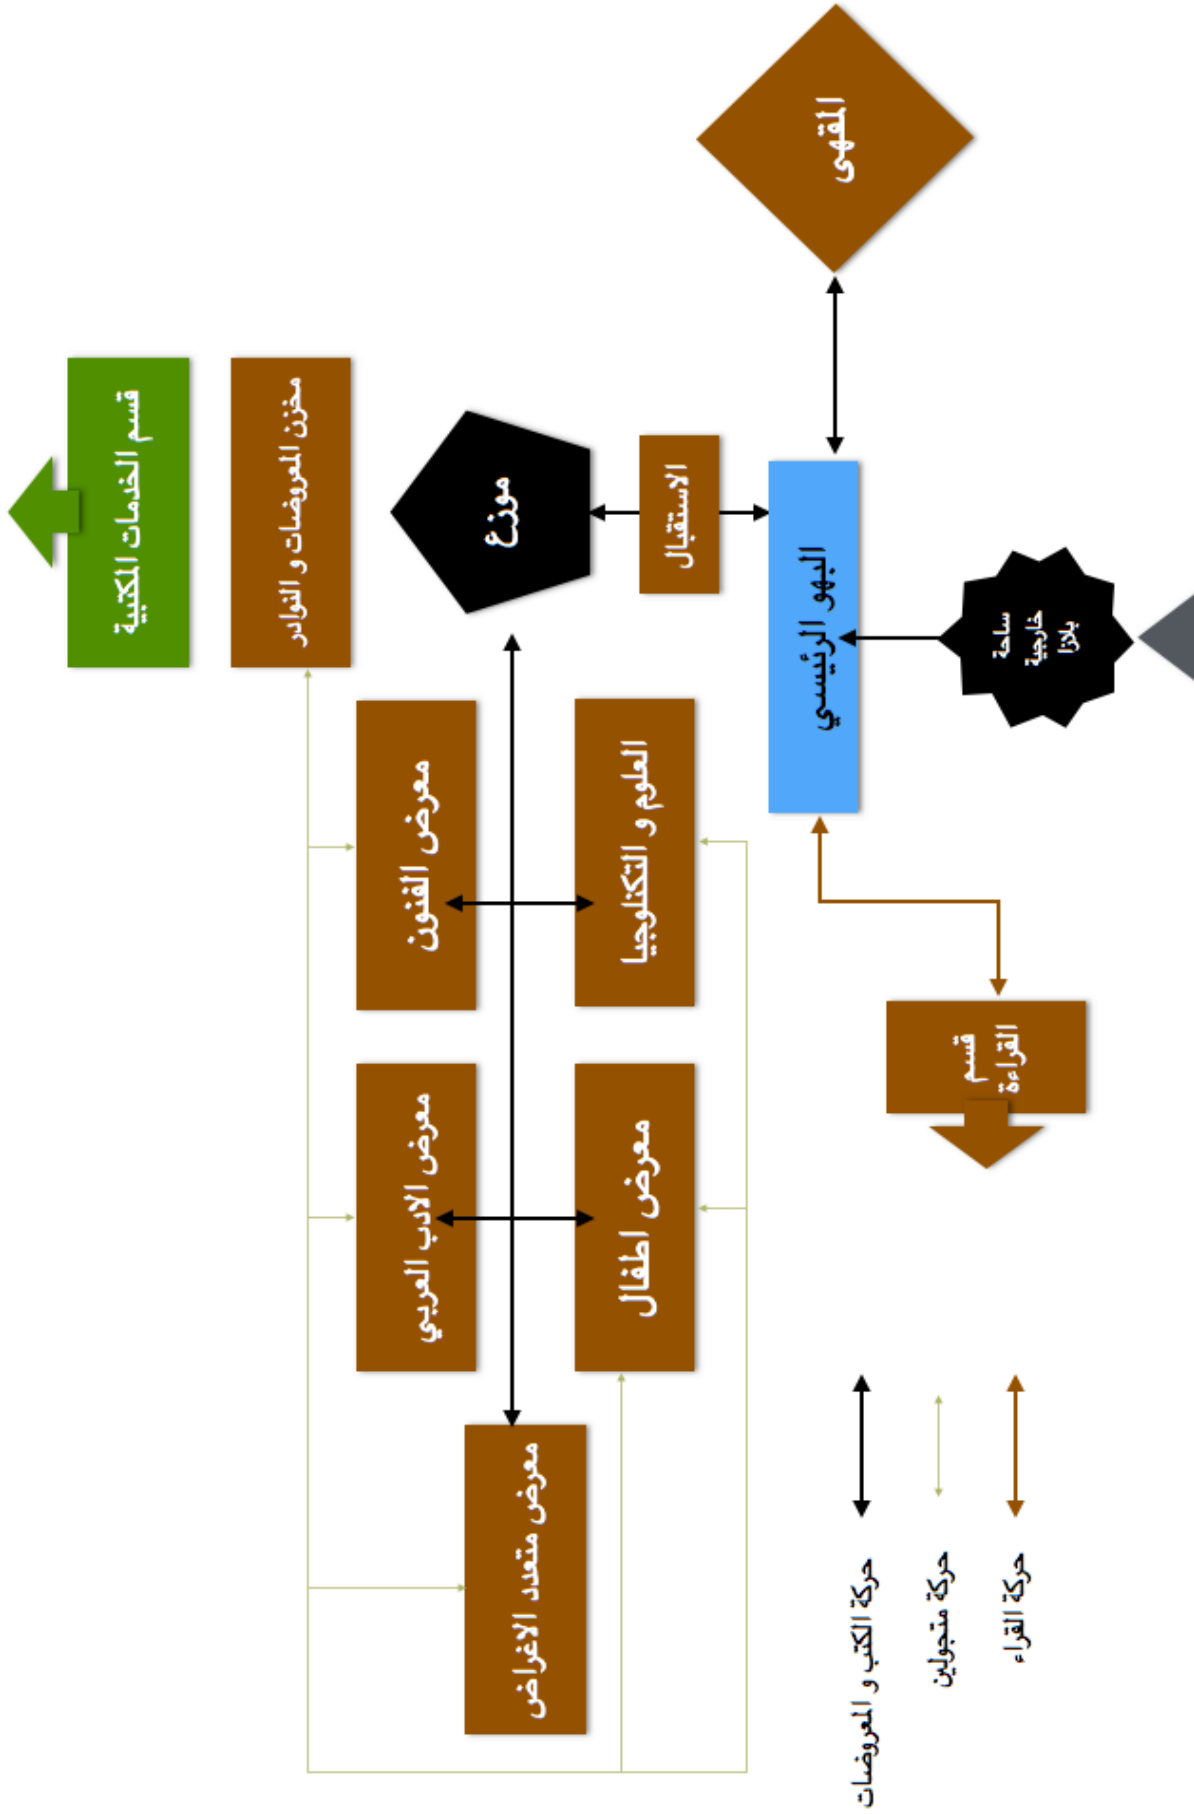 قسم الخدمات المكتبية
مخزن المعروضات و النوادر
معرض الفنون
معرض الادب العربي
معرض متعدد الاغراض
موزع
العلوم و التكنلوجيا
معرض اطفال
الاستقبال
المقهى
البهو الرئيسي
ساحة
خارجية
بلازا
قسم
القراءة
حركة الكتب و المعروضات
حركة متجولين
حركة القراء